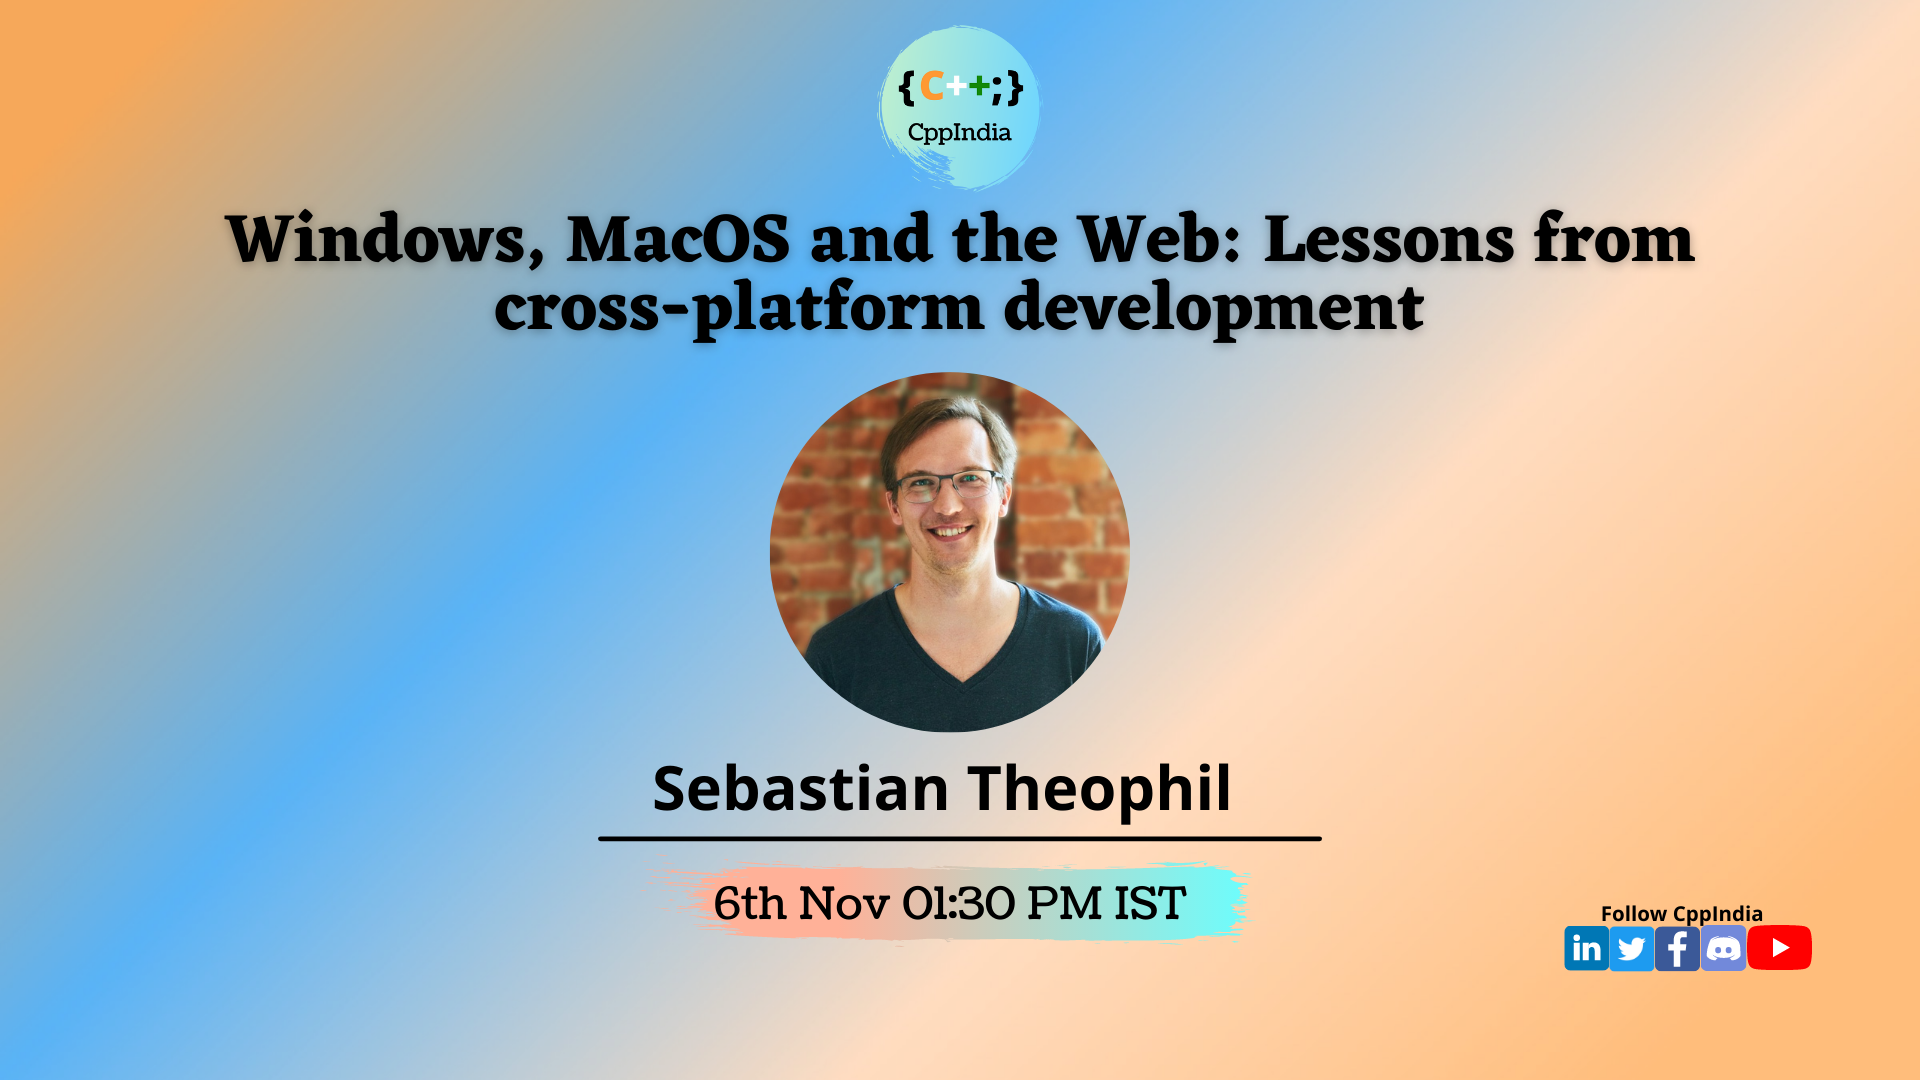 {C++;}
CppIndia
Windows, MacOS and the Web: Lessons from
cross-platform development
Sebastian Theophil
6th Nov 01:30 PM IST
Follow CppIndia
in